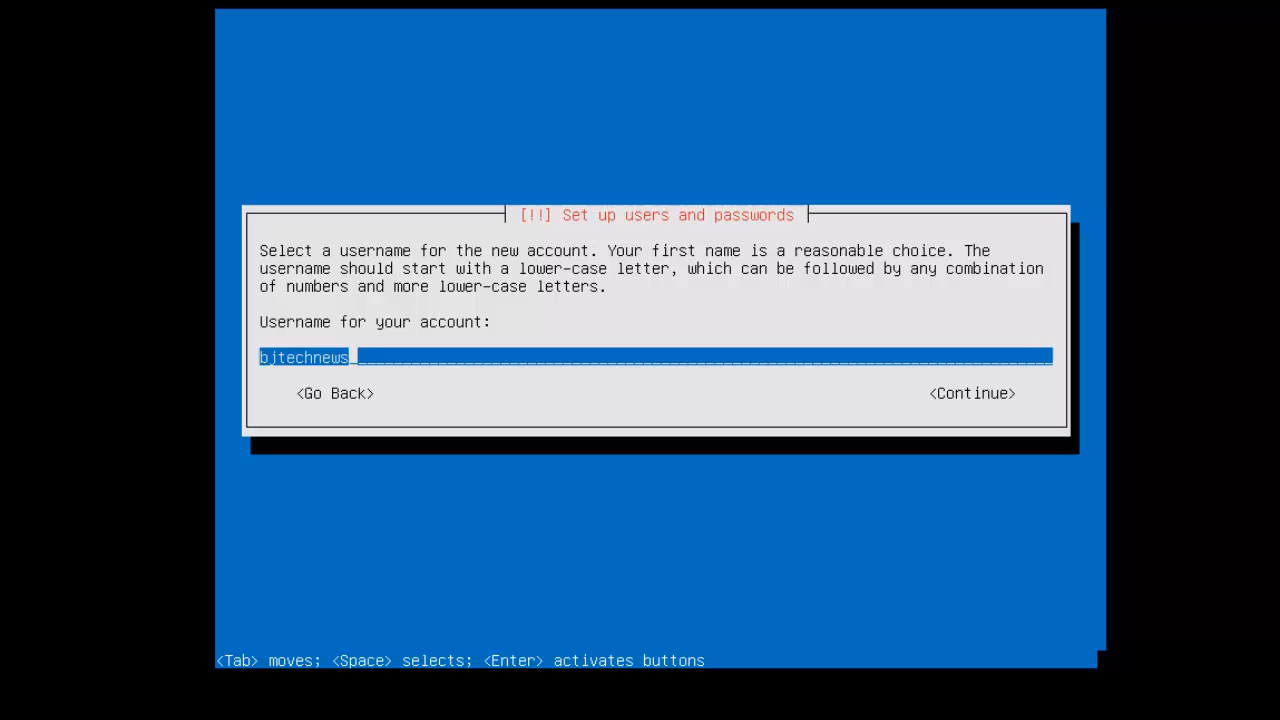 [!!] Set up users and passwords
Select a username for the new account. Your first name is a reasonable choice. The
username should start with a lower-case letter, which can be followed by any combination
of numbers and more lower-case letters.
Username for your account:
bjtechnews
<Go Back>
<Continue>
<Tab> moves; <Space> selects; <Enter> activates buttons